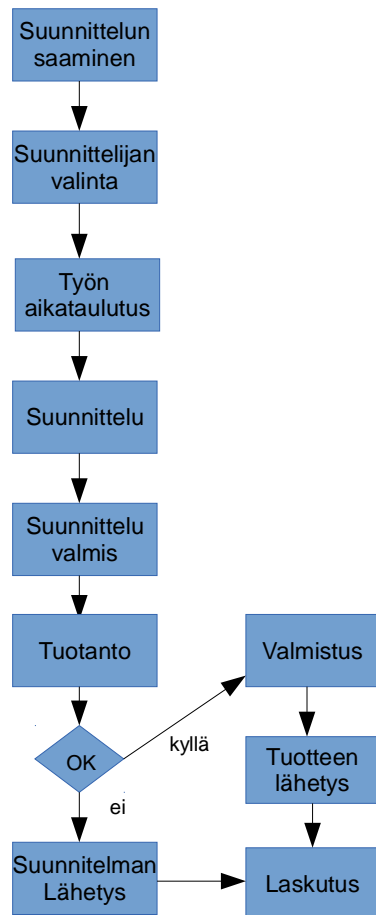 Suunnittelun
saaminen
Suunnittelijan
valinta
Työn
aikataulutus
Suunnittelu
Suunnittelu
valmis
Tuotanto
OK
kyllä
ei
Suunnitelman
Lähetys
Valmistus
Tuotteen
lähetys
Laskutus